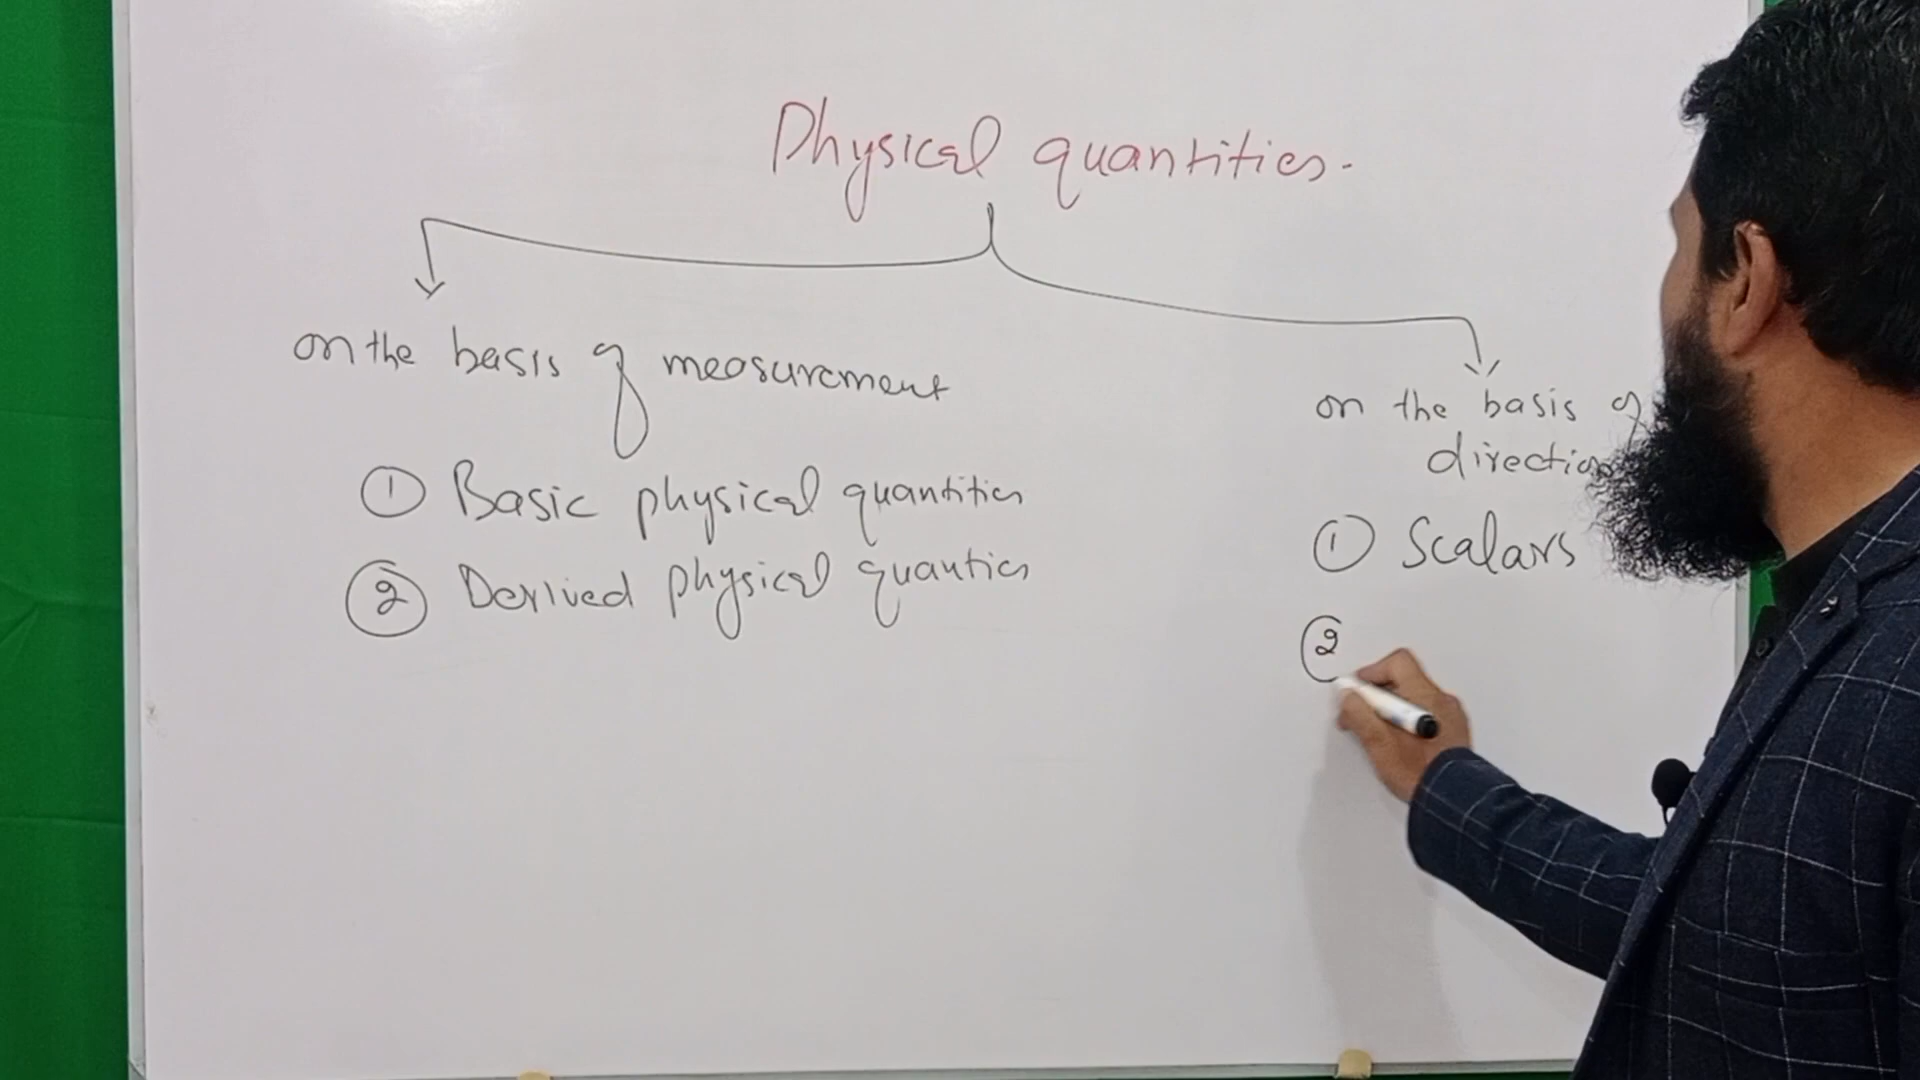 Physical quantities.
on the basis of measurement
① Basic physical quantities
② Derived physical quanties
on the basis of
direction
① Scalars
②